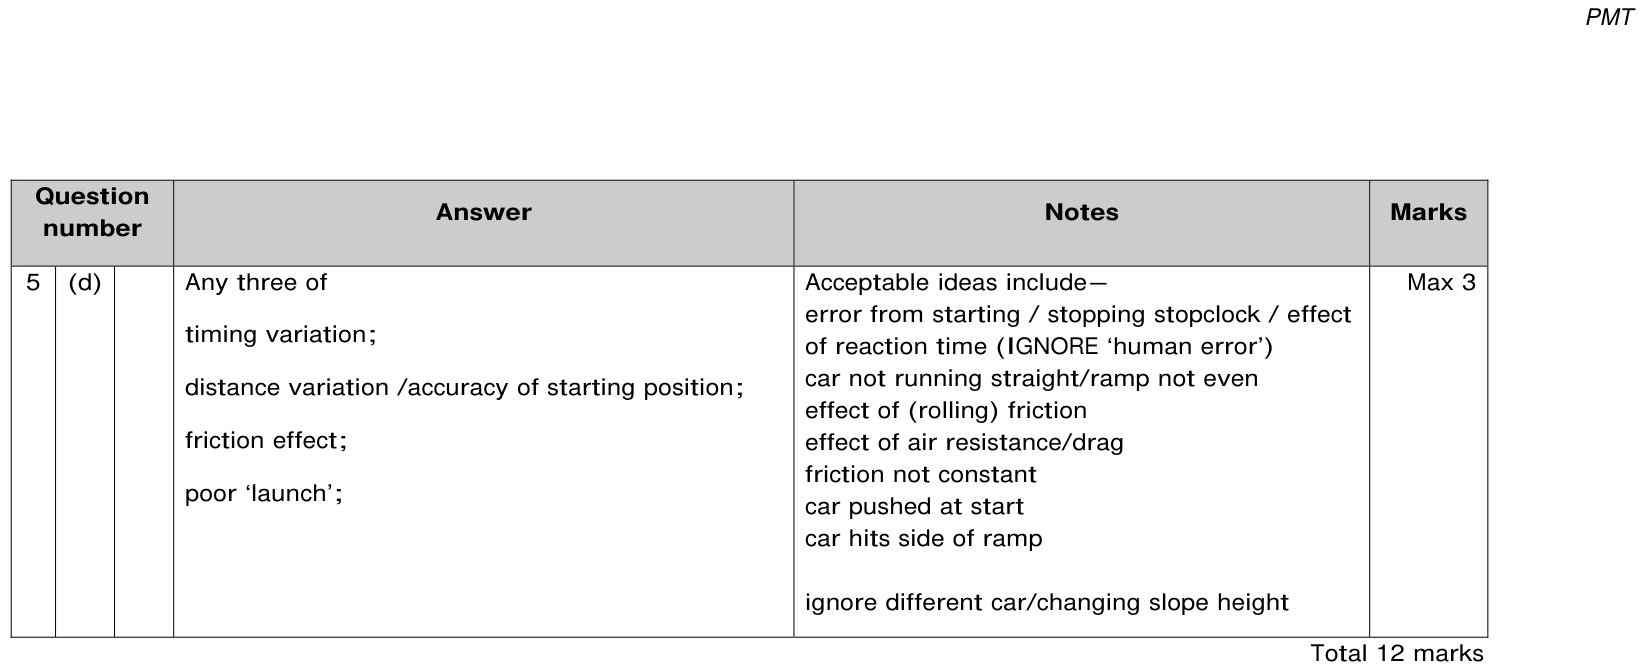 PMT
Question number
Answer
Notes
Marks
5
(d)
Any three of
timing variation;
distance variation /accuracy of starting position;
friction effect;
poor ‘launch’;
Acceptable ideas include—
error from starting / stopping stopclock / effect
of reaction time (IGNORE ‘human error’)
car not running straight/ramp not even
effect of (rolling) friction
effect of air resistance/drag
friction not constant
car pushed at start
car hits side of ramp
ignore different car/changing slope height
Max 3
Total 12 marks